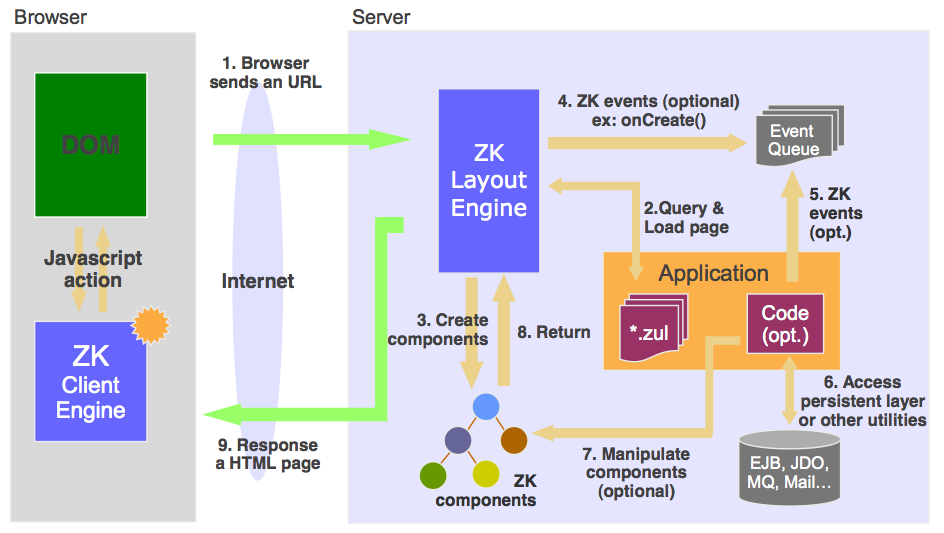 Browser
Server
1. Browser
sends an URL
DOM
Javascript
action
ZK
Client
Engine
Internet
ZK
Layout
Engine
4. ZK events (optional)
ex: onCreate()
Event
Queue
2.Query &
Load page
5. ZK
events
(opt.)
Application
*.zul
Code
(opt.)
3. Create
components
8. Return
6. Access
persistent layer
or other utilities
9. Response
a HTML page
7. Manipulate
components
(optional)
ZK
components
EJB, JDO,
MQ, Mail...